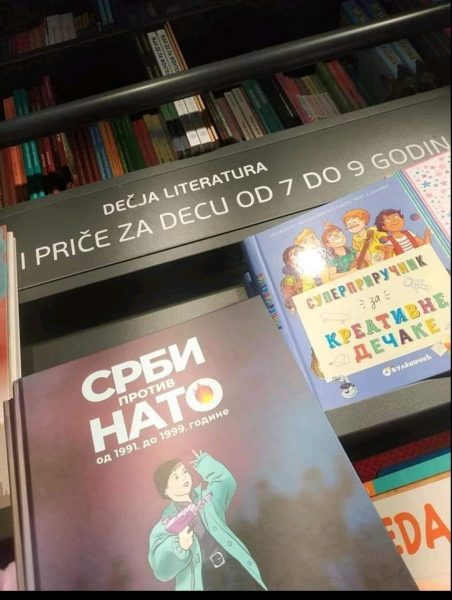 DEČJA LITERATURA
I PRIČE ZA DECU OD 7 DO 9 GODIN
СУПЕРПРИРУЧНИК
за
КРЕАТИВНЕ
ДЕЧАКЕ
Вулканчић
СРБИ
ПРОТИВ
НАТО
од 1991. до 1999. године
EDA